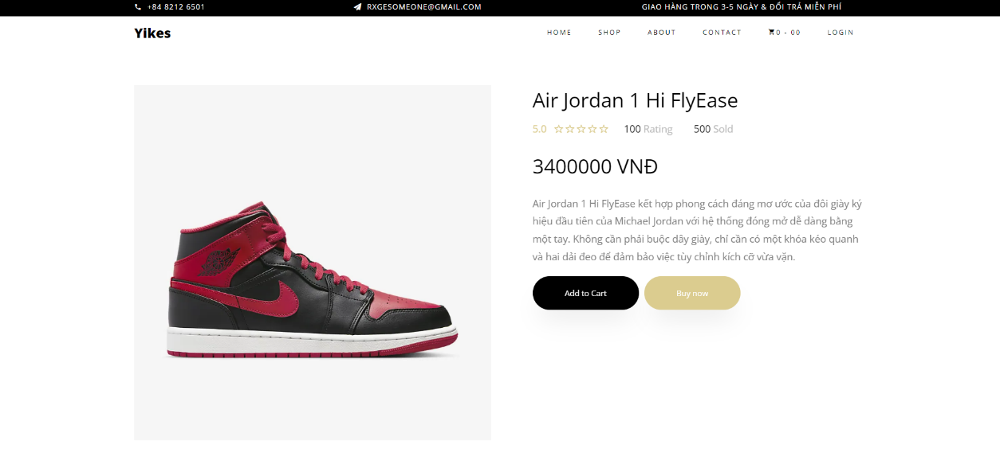 +84 8212 6501
RXGESOMEONE@GMAIL.COM
GIAO HÀNG TRONG 3-5 NGÀY & ĐỔI TRẢ MIỄN PHÍ
Yikes
HOME SHOP ABOUT CONTACT 0 - 00 LOGIN
Air Jordan 1 Hi FlyEase
5.0 100 Rating 500 Sold
3400000 VNĐ
Air Jordan 1 Hi FlyEase kết hợp phong cách đáng mơ ước của đôi giày ký
hiệu đầu tiên của Michael Jordan với hệ thống đóng mở dễ dàng bằng
một tay. Không cần phải buộc dây giày, chỉ cần có một khóa kéo quanh
và hai dải đeo để đảm bảo việc tùy chỉnh kích cỡ vừa vặn.
Add to Cart
Buy now